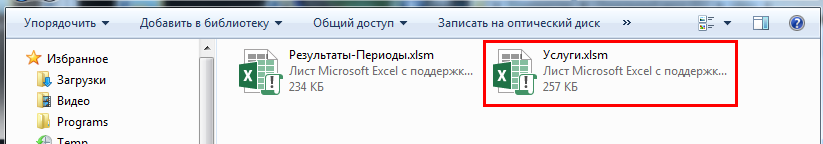 Упорядочить Добавить в библиотеку Общий доступ Записать на оптический диск »
Избранное
Загрузки
Видео
Programs
Temp
Результаты-Периоды.xlsm
Лист Microsoft Excel с поддержк...
234 КБ
Услуги.xlsm
Лист Microsoft Excel с поддержк...
257 КБ